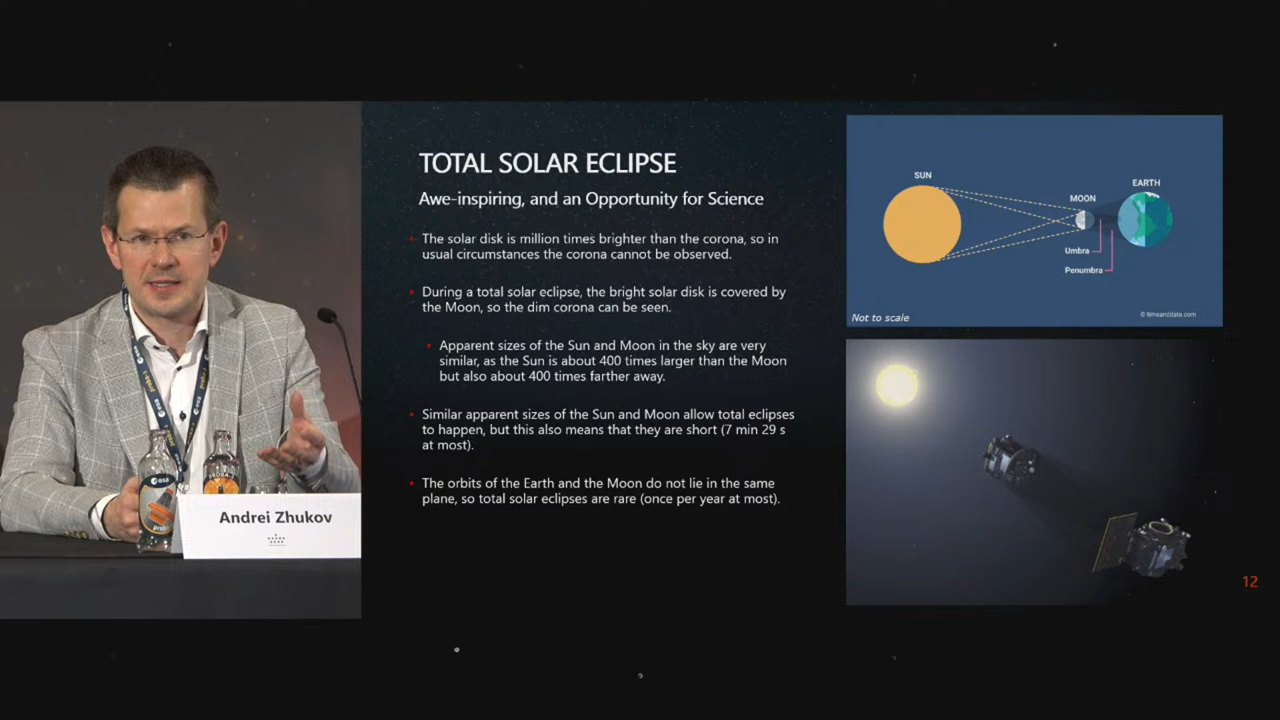 TOTAL SOLAR ECLIPSE
Awe-inspiring, and an Opportunity for Science
The solar disk is million times brighter than the corona, so in
usual circumstances the corona cannot be observed.
During a total solar eclipse, the bright solar disk is covered by
the Moon, so the dim corona can be seen.
Apparent sizes of the Sun and Moon in the sky are very
similar, as the Sun is about 400 times larger than the Moon
but also about 400 times farther away.
Similar apparent sizes of the Sun and Moon allow total eclipses
to happen, but this also means that they are short (7 min 29 s
at most).
The orbits of the Earth and the Moon do not lie in the same
plane, so total solar eclipses are rare (once per year at most).
SUN
MOON
EARTH
Umbra
Penumbra
Not to scale
© timeanddate.com
12
Andrei Zhukov
esa